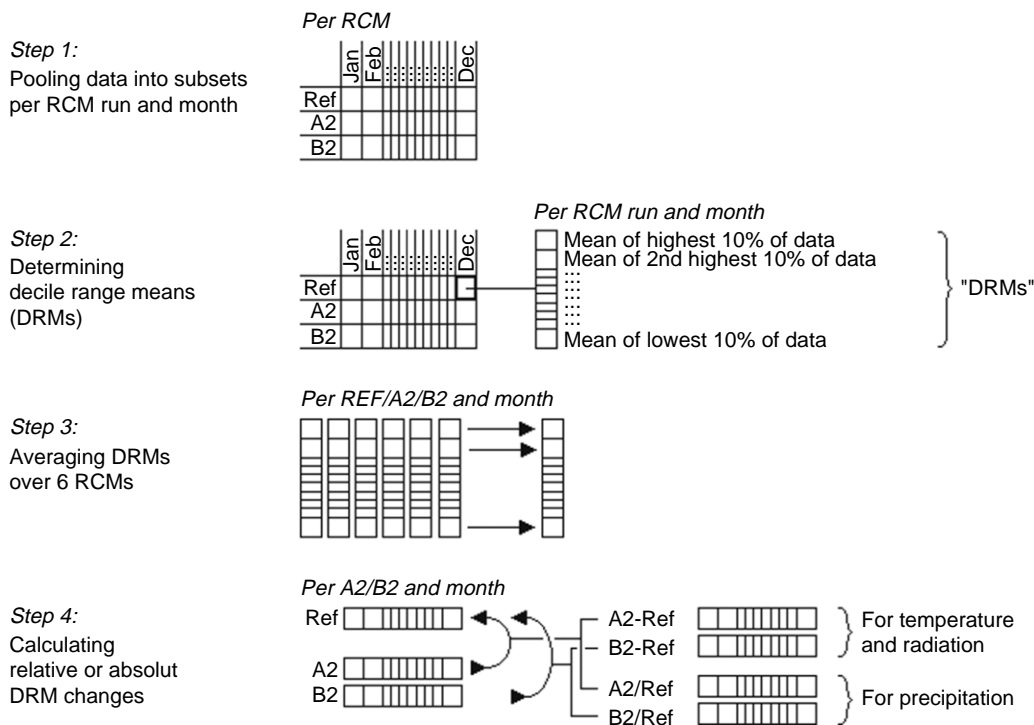 Per RCM
Step 1:
Pooling data into subsets
per RCM run and month
Jan
Feb
Dec
Ref
A2
B2
Per RCM run and month
Step 2:
Determining
decile range means
(DRMs)
Jan
Feb
Dec
Ref
A2
B2
Mean of highest 10% of data
Mean of 2nd highest 10% of data
Mean of lowest 10% of data
"DRMs"
Per REF/A2/B2 and month
Step 3:
Averaging DRMs
over 6 RCMs
Per A2/B2 and month
Step 4:
Calculating
relative or absolut
DRM changes
Ref
A2
B2
A2-Ref
B2-Ref
A2/Ref
B2/Ref
For temperature
and radiation
For precipitation